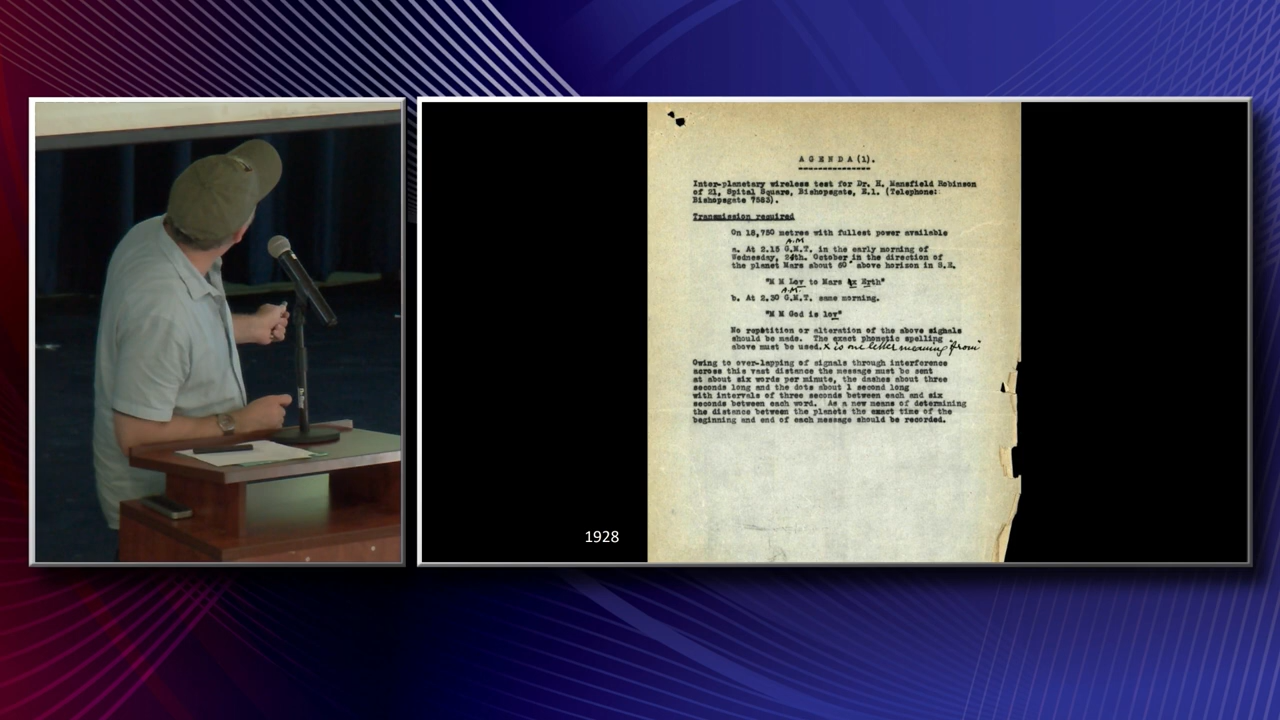 A G E N D A (1).
Inter-planetary wireless test for Dr. H. Mansfield Robinson
of 21, Spital Square, Bishopsgate, E.1. (Telephone:
Bishopsgate 7583).
Transmission required
On 18,750 metres with fullest power available
A.M
a. At 2.15 G.M.T. in the early morning of
Wednesday, 24th. October in the direction of
the planet Mars about 60° above horizon in S.E.
"M M Lov to Mars x Erth"
A.M.
b. At 2.30 G.M.T. same morning.
"M M God is lov"
No repetition or alteration of the above signals
should be made. The exact phonetic spelling
above must be used. x is one letter meaning 'from'
Owing to over-lapping of signals through interference
across this vast distance the message must be sent
at about six words per minute, the dashes about three
seconds long and the dots about 1 second long
with intervals of three seconds between each and six
seconds between each word. As a new means of determining
the distance between the planets the exact time of the
beginning and end of each message should be recorded.
1928